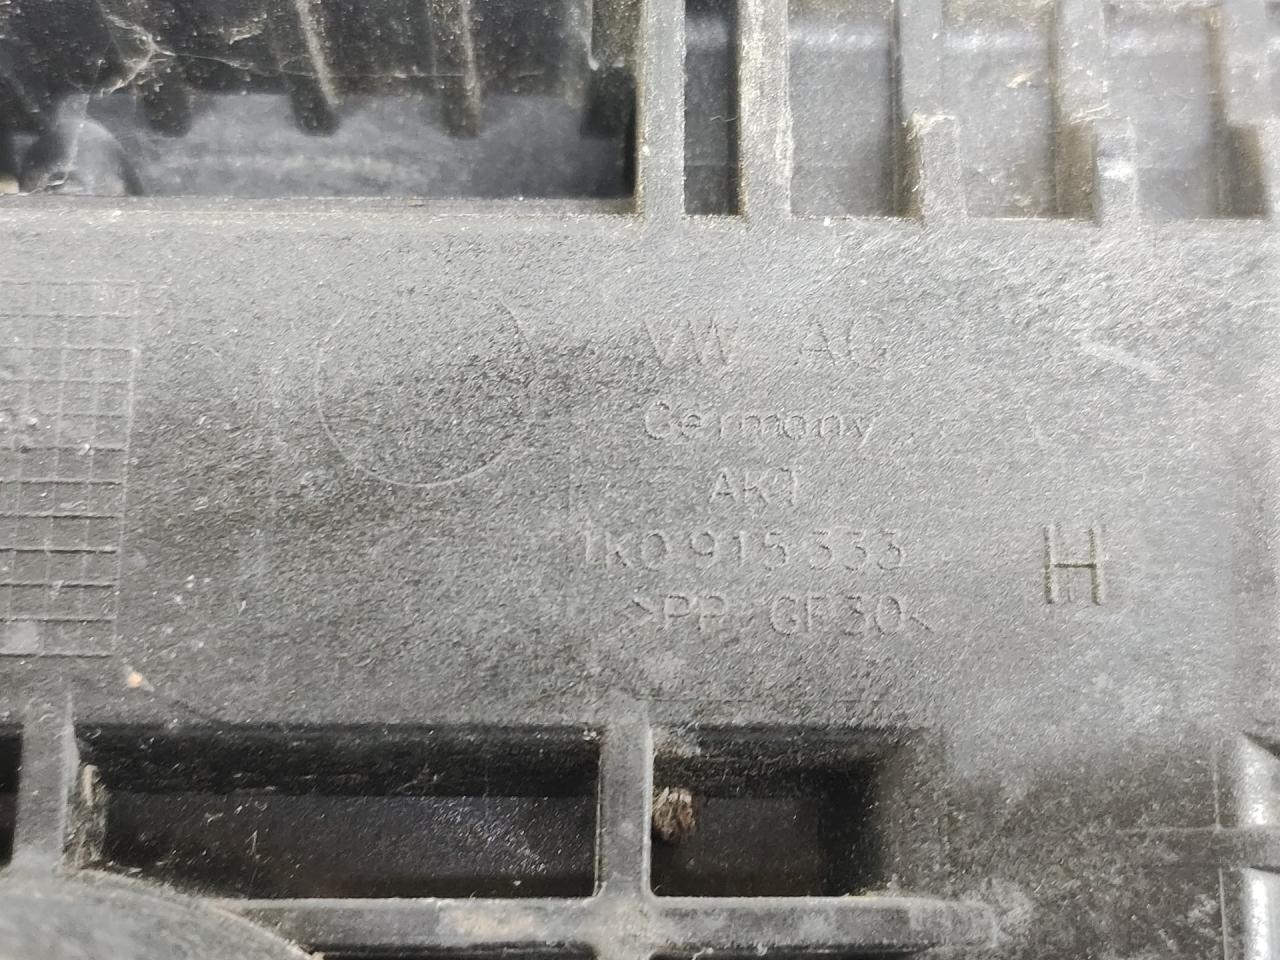 VW AG
Germany
AKT
1K0 915 333 H
>PP GF30<